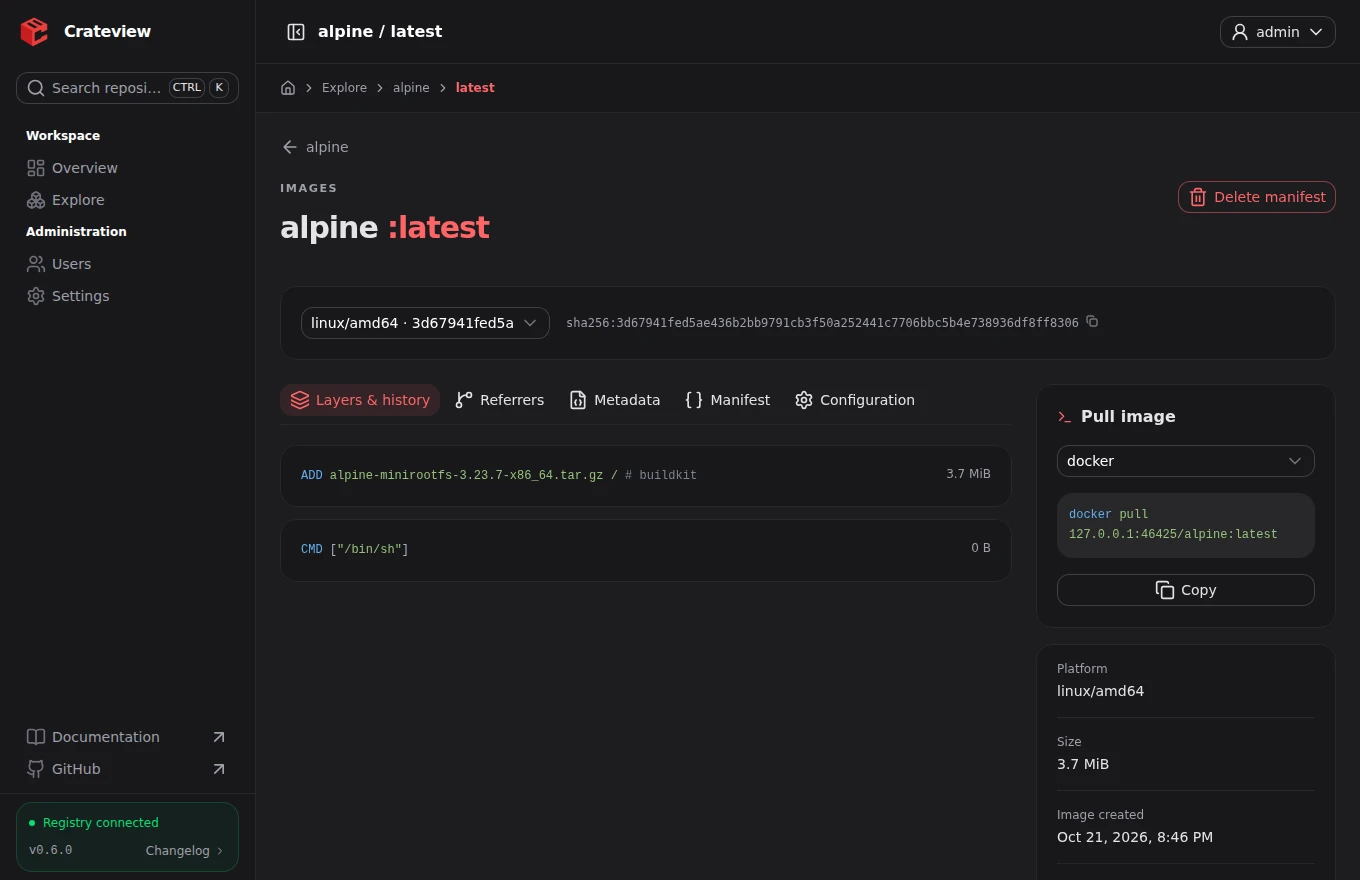 Crateview
Search reposi... CTRL K
Workspace
Overview
Explore
Administration
Users
Settings
Documentation
GitHub
Registry connected
v0.6.0 Changelog
alpine / latest
admin
Explore alpine latest
alpine
IMAGES
alpine :latest
Delete manifest
linux/amd64 · 3d67941fed5a
sha256:3d67941fed5ae436b2bb9791cb3f50a252441c7706bbc5b4e738936df8ff8306
Layers & history Referrers Metadata Manifest Configuration
ADD alpine-minirootfs-3.23.7-x86_64.tar.gz / # buildkit 3.7 MiB
CMD ["/bin/sh"] 0 B
Pull image
docker
docker pull
127.0.0.1:46425/alpine:latest
Copy
Platform
linux/amd64
Size
3.7 MiB
Image created
Oct 21, 2026, 8:46 PM